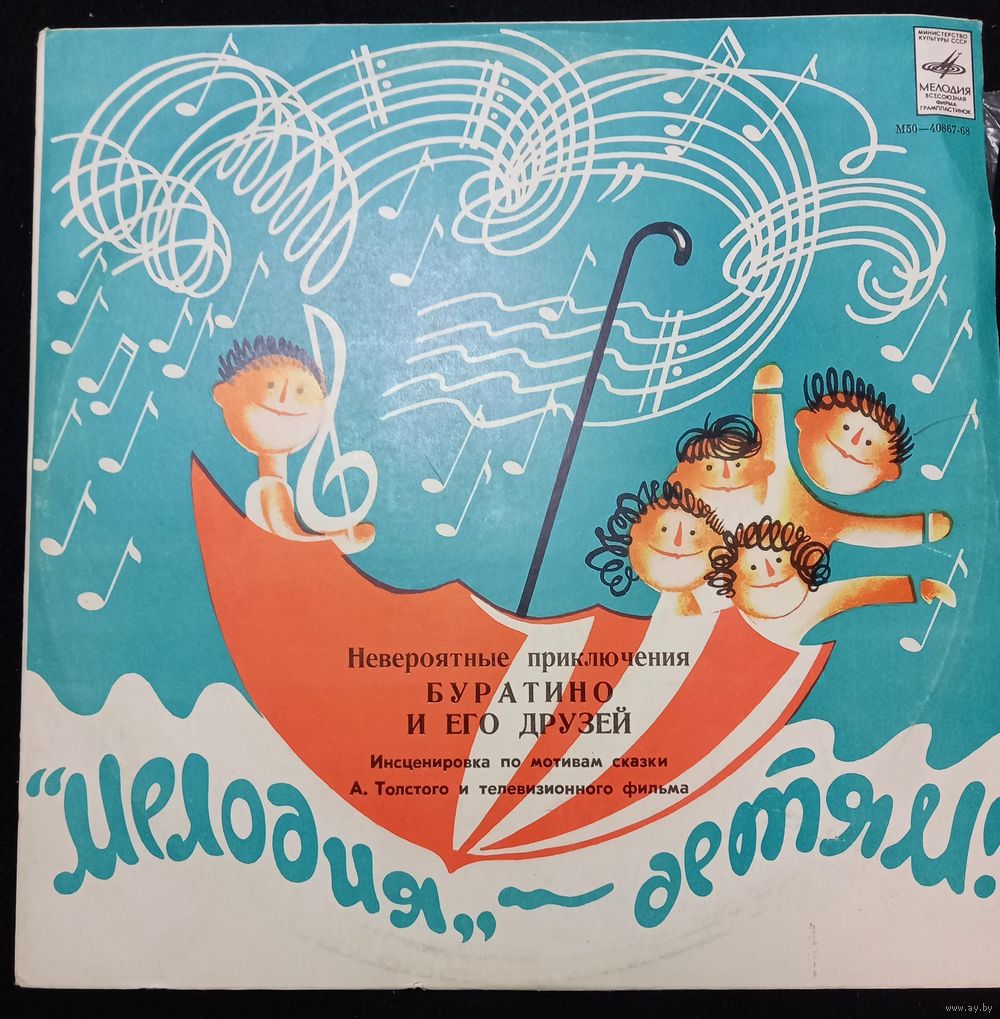 МИНИСТЕРСТВО
КУЛЬТУРЫ СССР
МЕЛОДИЯ
ВСЕСОЮЗНАЯ
ФИРМА
ГРАМПЛАСТИНОК
М50—40867-68
Невероятные приключения
БУРАТИНО
И ЕГО ДРУЗЕЙ
Инсценировка по мотивам сказки
А. Толстого и телевизионного фильма
„Мелодия“ — детям!
www.ay.by